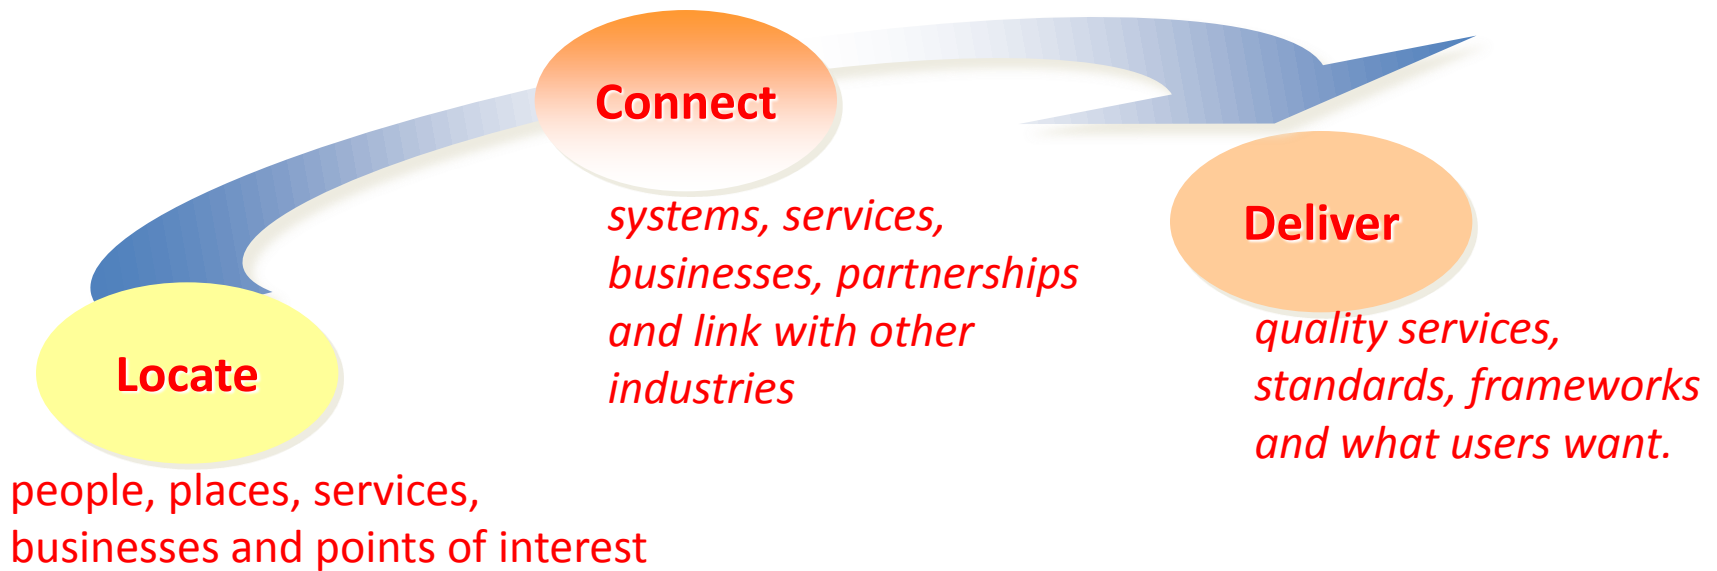 Connect
systems, services,
businesses, partnerships
and link with other
industries
Deliver
quality services,
standards, frameworks
and what users want.
Locate
people, places, services,
businesses and points of interest